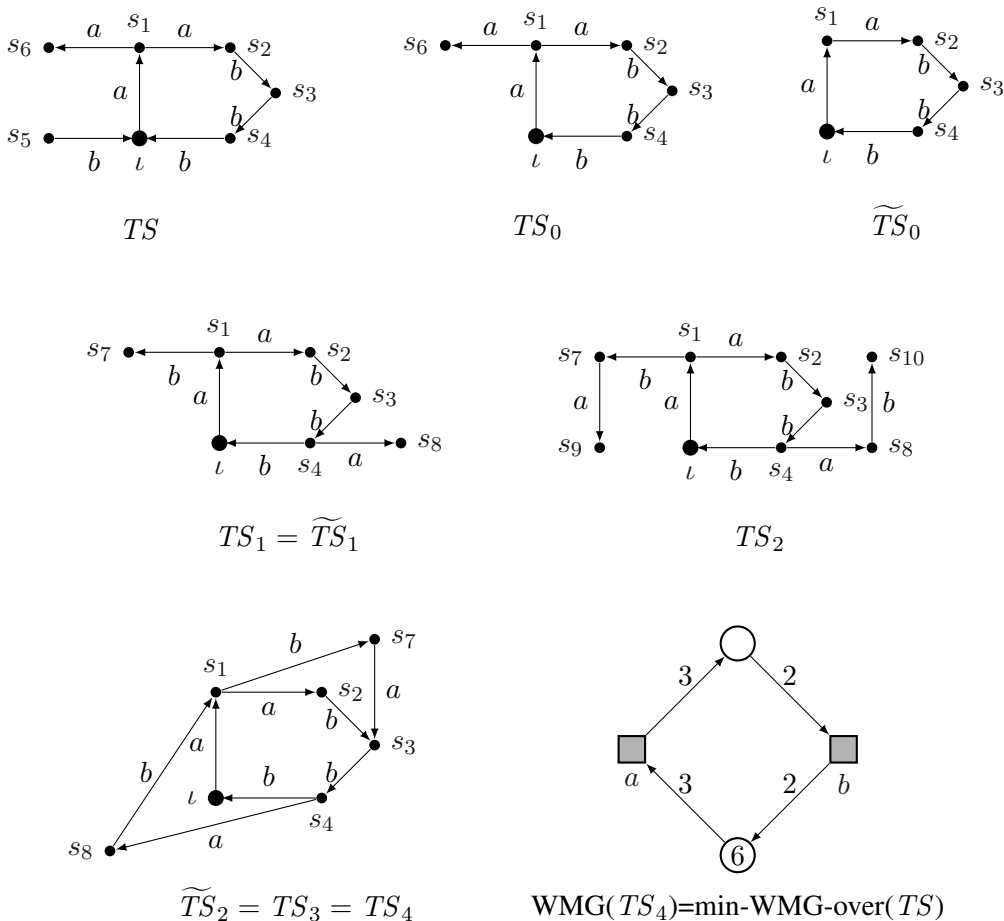 s₆ a s₁ a s₂
a b s₃
b
s₅ b ι b s₄
TS
s₆ a s₁ a s₂
a b s₃
b
ι b s₄
TS₀
s₁ a s₂
a b s₃
b
ι b s₄
T͠S₀
s₇ b s₁ a s₂
a b s₃
b
ι b s₄ a s₈
TS₁ = T͠S₁
s₇ b s₁ a s₂ s₁₀
a a b s₃ b
b
s₉ ι b s₄ a s₈
TS₂
s₁ b s₇
a s₂ a
b a b s₃
b
ι b s₄
s₈ a
T͠S₂ = TS₃ = TS₄
3 2
a b
3 2
6
WMG(TS₄)=min-WMG-over(TS)